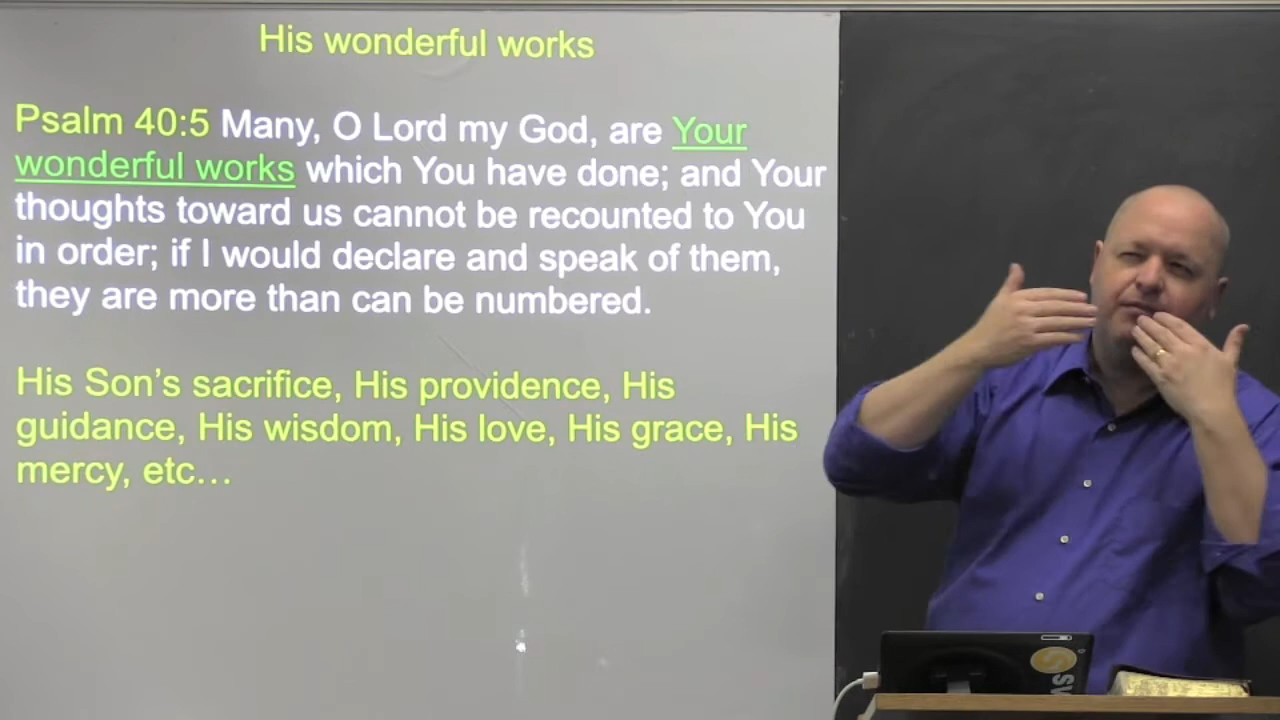 His wonderful works
Psalm 40:5 Many, O Lord my God, are Your
wonderful works which You have done; and Your
thoughts toward us cannot be recounted to You
in order; if I would declare and speak of them,
they are more than can be numbered.
His Son's sacrifice, His providence, His
guidance, His wisdom, His love, His grace, His
mercy, etc…
SV